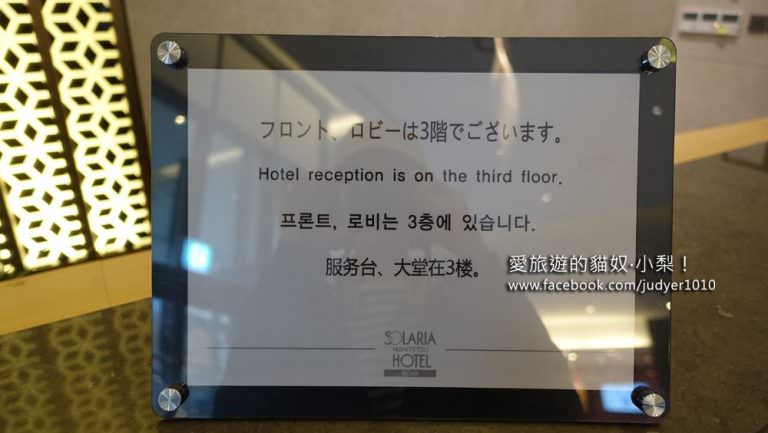 フロント、ロビーは3階でございます。
Hotel reception is on the third floor.
프론트, 로비는 3층에 있습니다.
服务台、大堂在3楼。
愛旅遊的貓奴·小梨！
www.facebook.com/judyer1010
SOLARIA
NISHITETSU
HOTEL